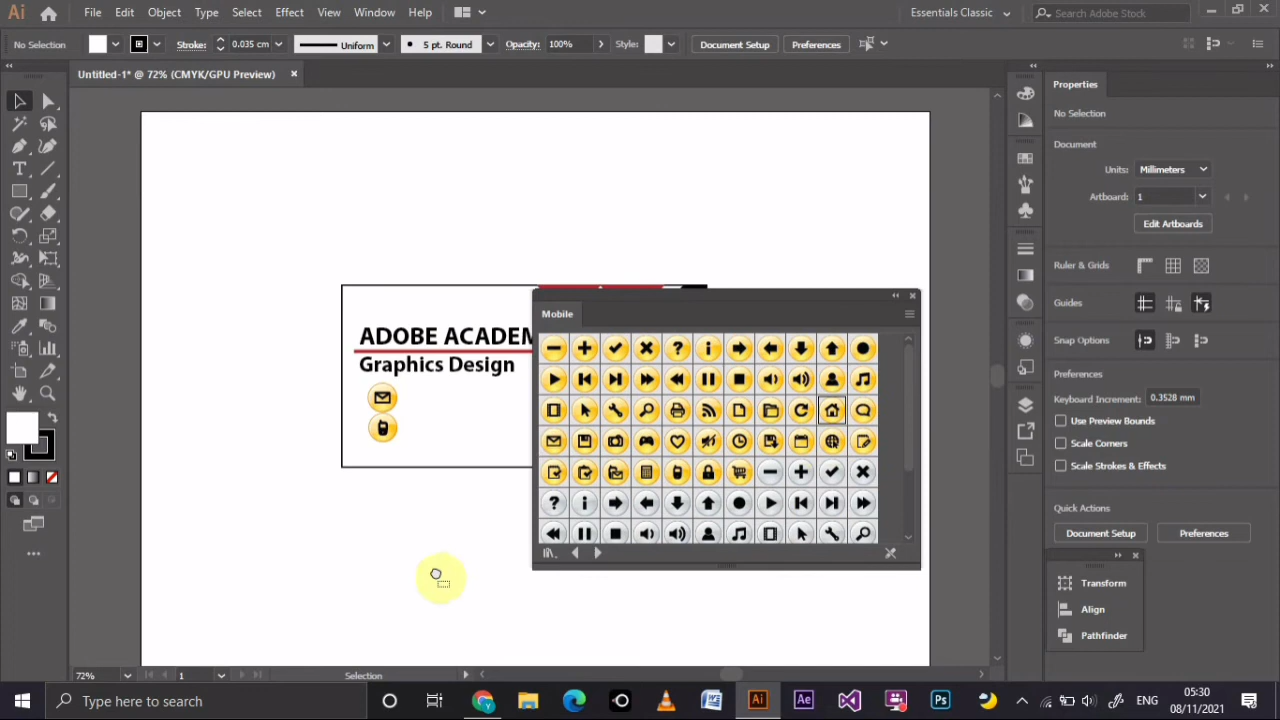 Ai File Edit Object Type Select Effect View Window Help Essentials Classic Search Adobe Stock
No Selection Stroke: 0.035 cm Uniform 5 pt. Round Opacity: 100% Style: Document Setup Preferences
Untitled-1* @ 72% (CMYK/GPU Preview)
Properties
No Selection
Document
Units: Millimeters
Artboard: 1
Edit Artboards
Ruler & Grids
Guides
Snap Options
Preferences
Keyboard Increment: 0.3528 mm
Use Preview Bounds
Scale Corners
Scale Strokes & Effects
Quick Actions
Document Setup Preferences
Transform
Align
Pathfinder
Mobile
ADOBE ACADEM
Graphics Design
72% 1 Selection
Type here to search
Ai Ae Ps
ENG
05:30
08/11/2021